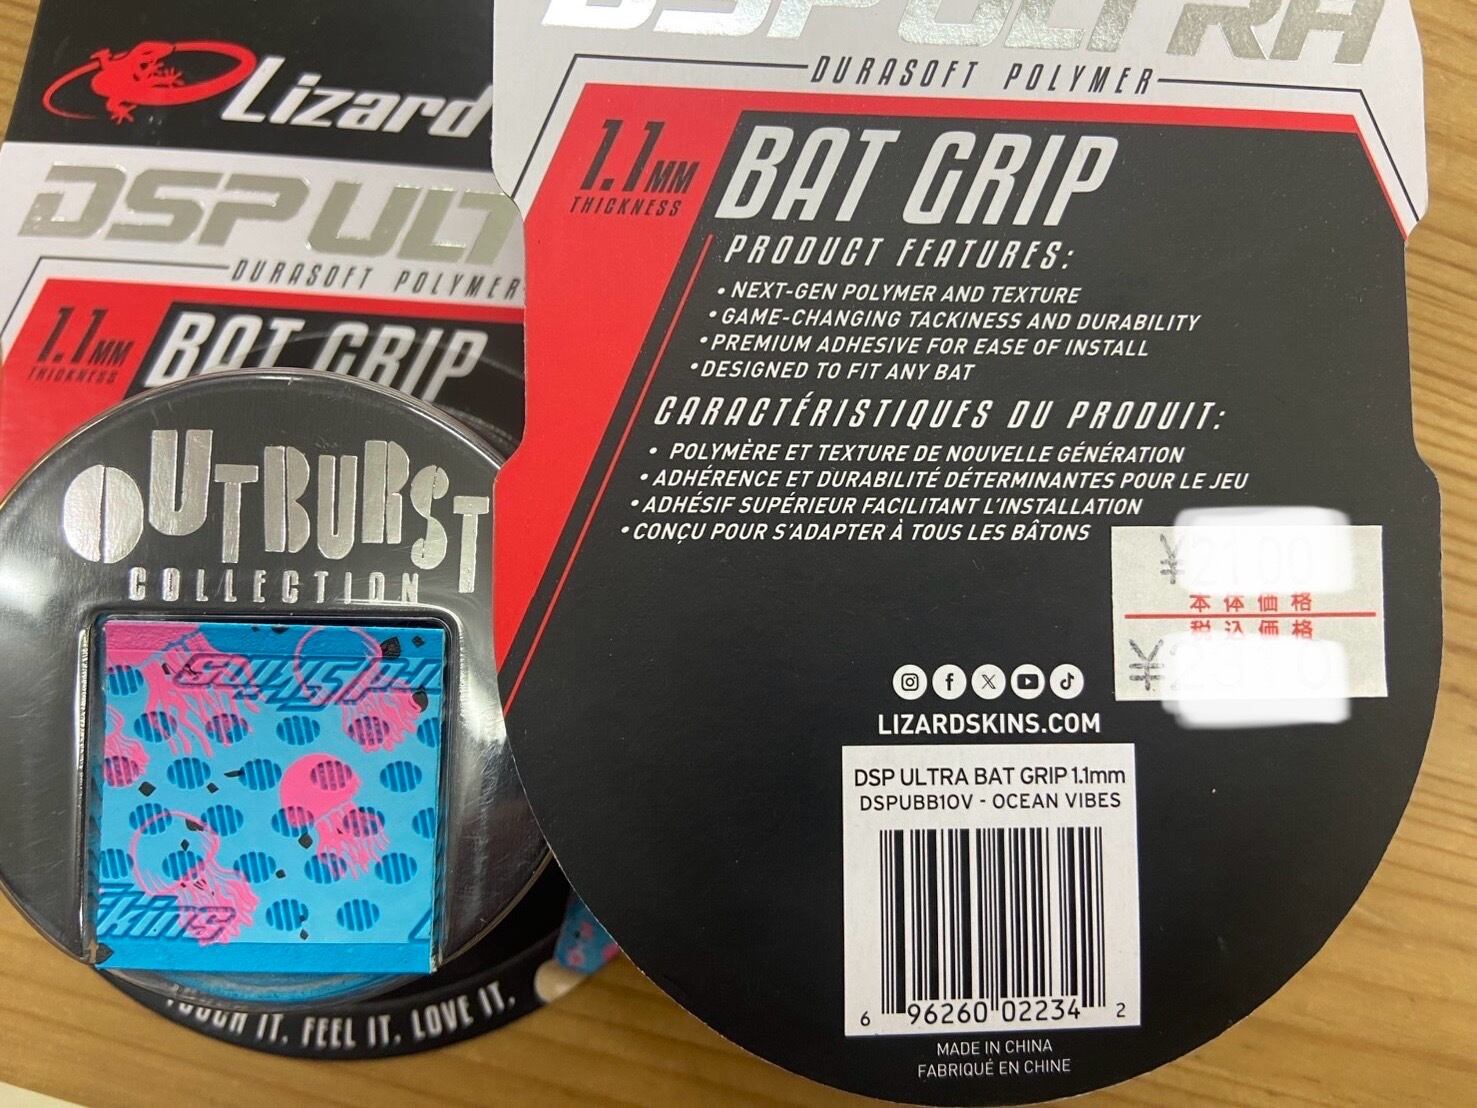 Lizard
DSP ULT
DURASOFT POLYMER
1.1MM
THICKNESS
BAT GRIP
OUTBURST
COLLECTION
Skins
TOUCH IT. FEEL IT. LOVE IT.
DSP ULTRA
DURASOFT POLYMER
1.1MM
THICKNESS
BAT GRIP
PRODUCT FEATURES:
• NEXT-GEN POLYMER AND TEXTURE
• GAME-CHANGING TACKINESS AND DURABILITY
• PREMIUM ADHESIVE FOR EASE OF INSTALL
• DESIGNED TO FIT ANY BAT
CARACTÉRISTIQUES DU PRODUIT:
• POLYMÈRE ET TEXTURE DE NOUVELLE GÉNÉRATION
• ADHÉRENCE ET DURABILITÉ DÉTERMINANTES POUR LE JEU
• ADHÉSIF SUPÉRIEUR FACILITANT L'INSTALLATION
• CONÇU POUR S'ADAPTER À TOUS LES BÂTONS
¥2100
本体価格
税込価格
¥
LIZARDSKINS.COM
DSP ULTRA BAT GRIP 1.1mm
DSPUBB10V - OCEAN VIBES
6 96260 02234 2
MADE IN CHINA
FABRIQUÉ EN CHINE